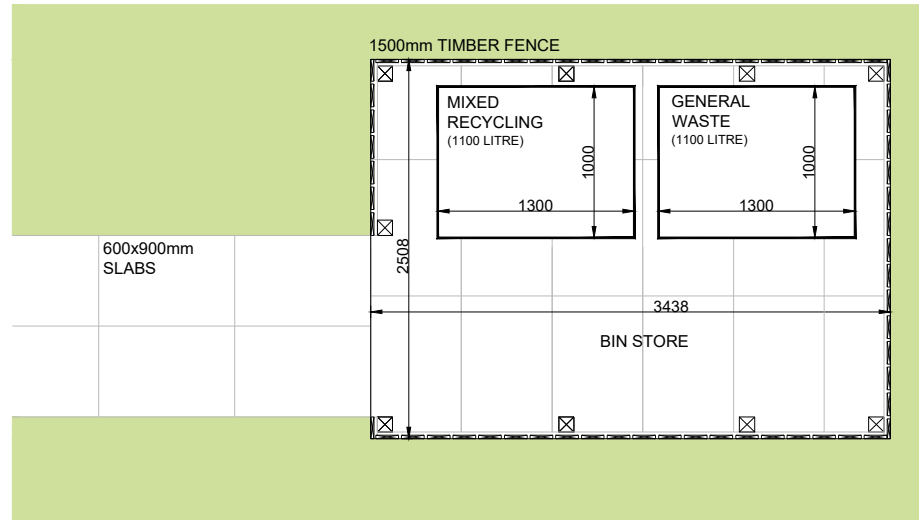 1500mm TIMBER FENCE
MIXED
RECYCLING
(1100 LITRE)
1000
1300
GENERAL
WASTE
(1100 LITRE)
1000
1300
600x900mm
SLABS
2508
3438
BIN STORE